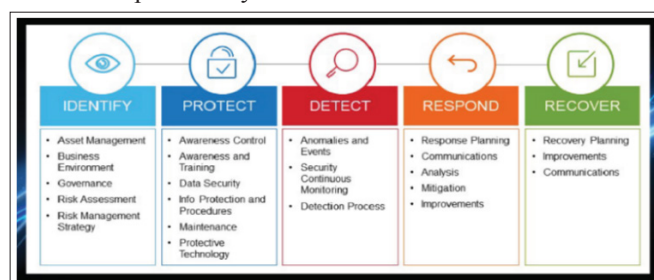 IDENTIFY
Asset Management
Business
Environment
Governance
Risk Assessment
Risk Management
Strategy
PROTECT
Awareness Control
Awareness and
Training
Data Security
Info Protection and
Procedures
Maintenance
Protective
Technology
DETECT
Anomalies and
Events
Security
Continuous
Monitoring
Detection Process
RESPOND
Response Planning
Communications
Analysis
Mitigation
Improvements
RECOVER
Recovery Planning
Improvements
Communications